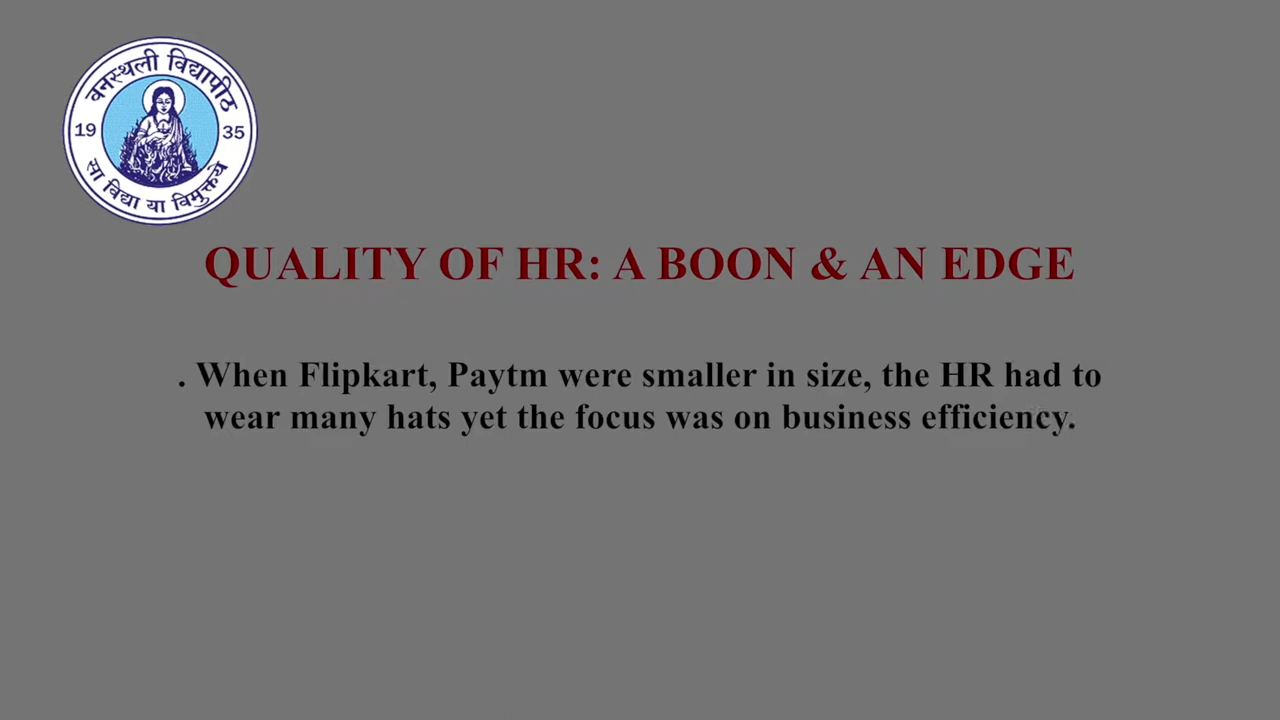 वनस्थली विद्यापीठ
19 35
सा विद्या या विमुक्तये
QUALITY OF HR: A BOON & AN EDGE
. When Flipkart, Paytm were smaller in size, the HR had to
wear many hats yet the focus was on business efficiency.